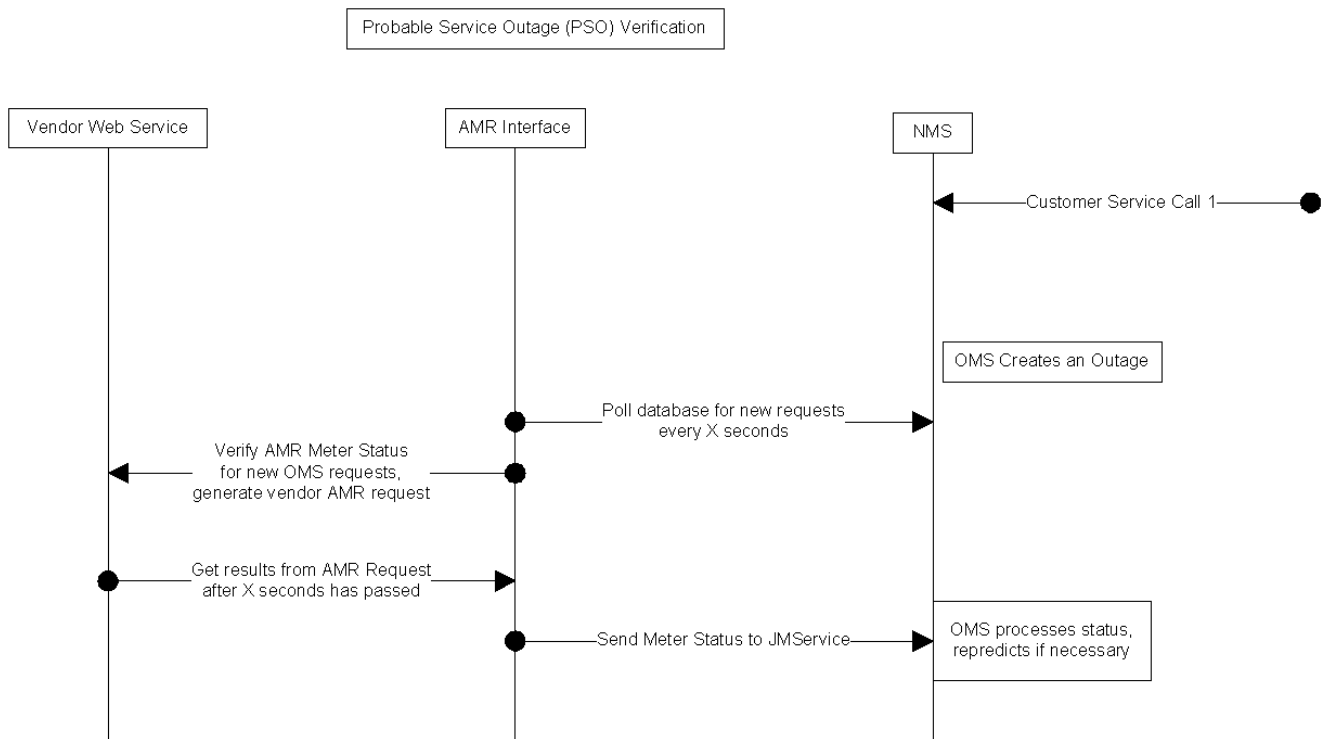 Probable Service Outage (PSO) Verification
Vendor Web Service
AMR Interface
NMS
Customer Service Call 1
OMS Creates an Outage
Poll database for new requests
every X seconds
Verify AMR Meter Status
for new OMS requests,
generate vendor AMR request
Get results from AMR Request
after X seconds has passed
Send Meter Status to JMService
OMS processes status,
repredicts if necessary